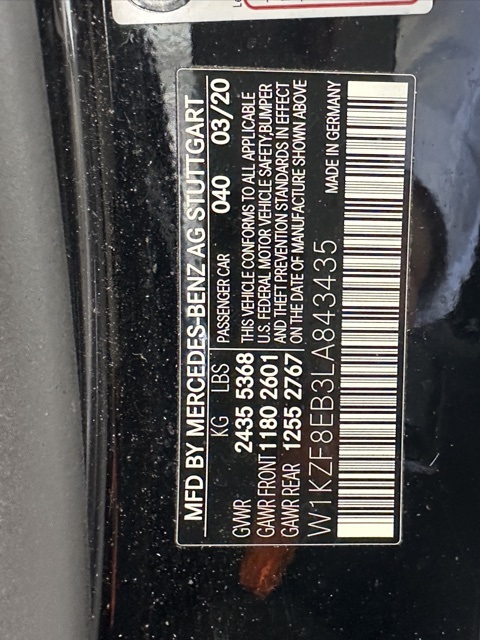 MFD BY MERCEDES-BENZ AG STUTTGART
KG LBS PASSENGER CAR 040 03/20
GVWR 2435 5368
GAWR FRONT 1180 2601
GAWR REAR 1255 2767
THIS VEHICLE CONFORMS TO ALL APPLICABLE
U.S. FEDERAL MOTOR VEHICLE SAFETY,BUMPER
AND THEFT PREVENTION STANDARDS IN EFFECT
ON THE DATE OF MANUFACTURE SHOWN ABOVE
W1KZF8EB3LA843435 MADE IN GERMANY